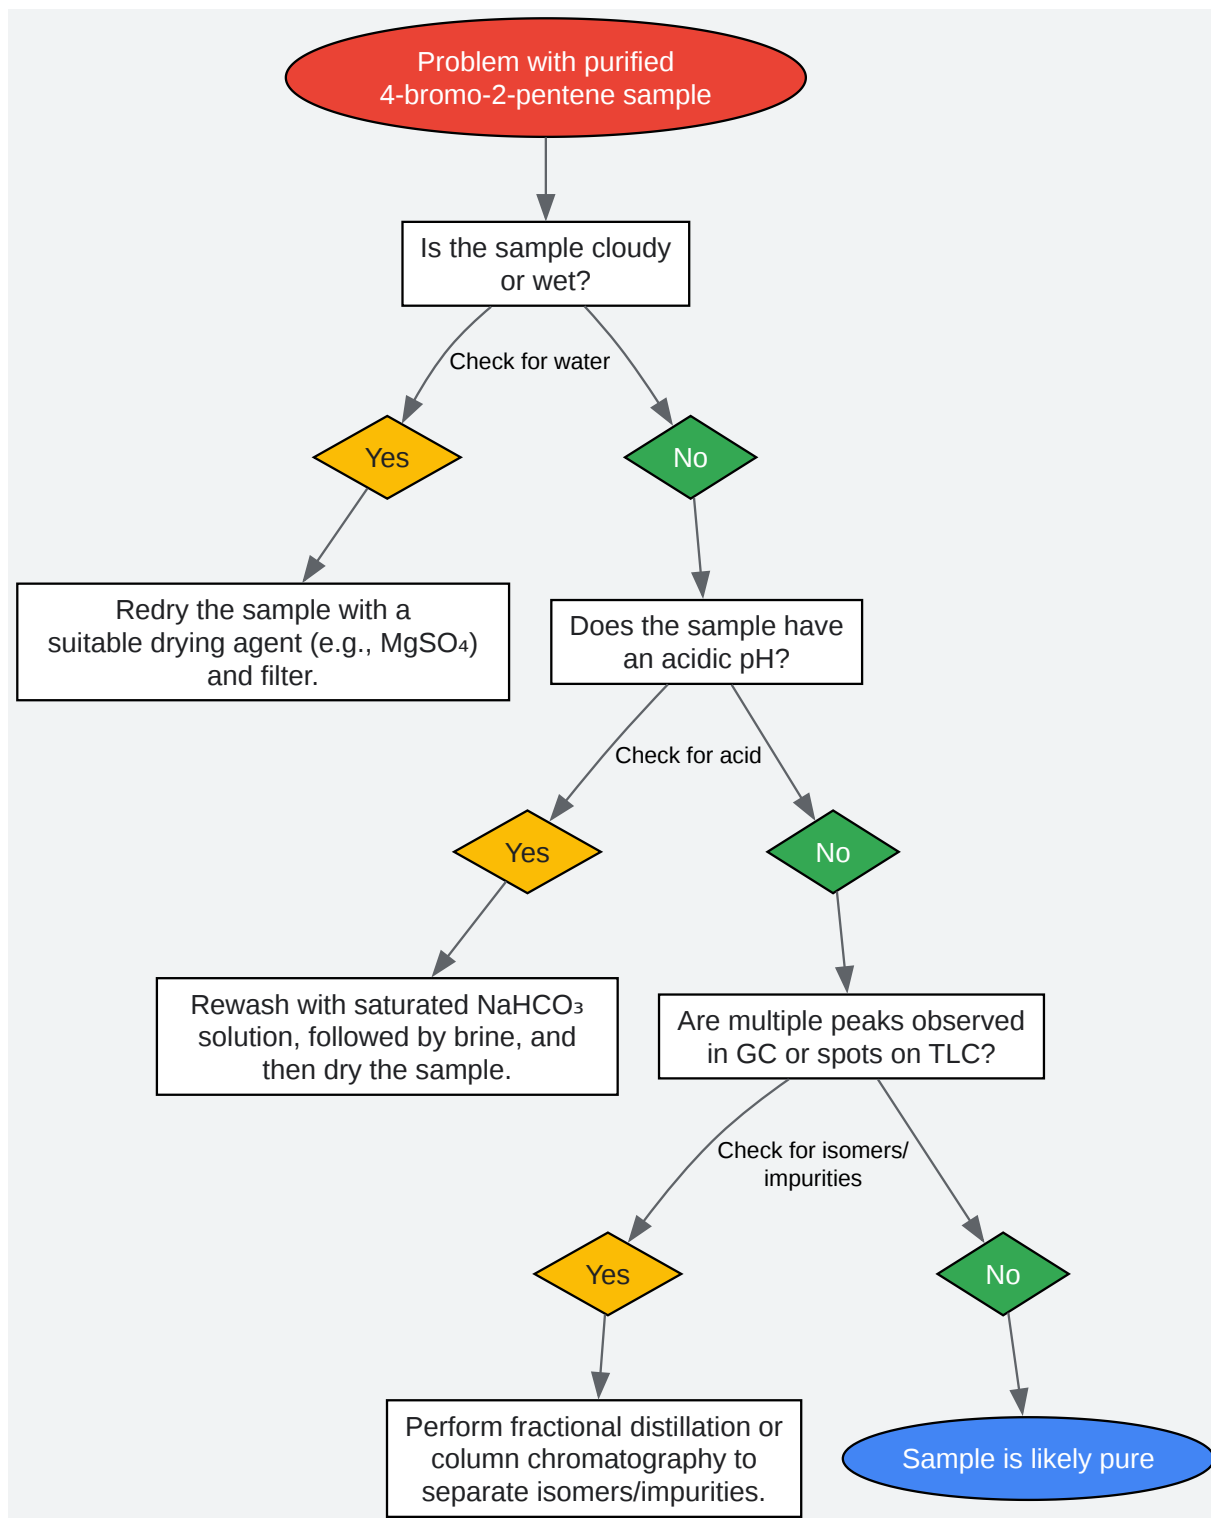 Problem with purified
4-bromo-2-pentene sample
Is the sample cloudy
or wet?
Check for water
Yes
No
Redry the sample with a
suitable drying agent (e.g., MgSO₄)
and filter.
Does the sample have
an acidic pH?
Check for acid
Yes
No
Rewash with saturated NaHCO₃
solution, followed by brine, and
then dry the sample.
Are multiple peaks observed
in GC or spots on TLC?
Check for isomers/
impurities
Yes
No
Perform fractional distillation or
column chromatography to
separate isomers/impurities.
Sample is likely pure